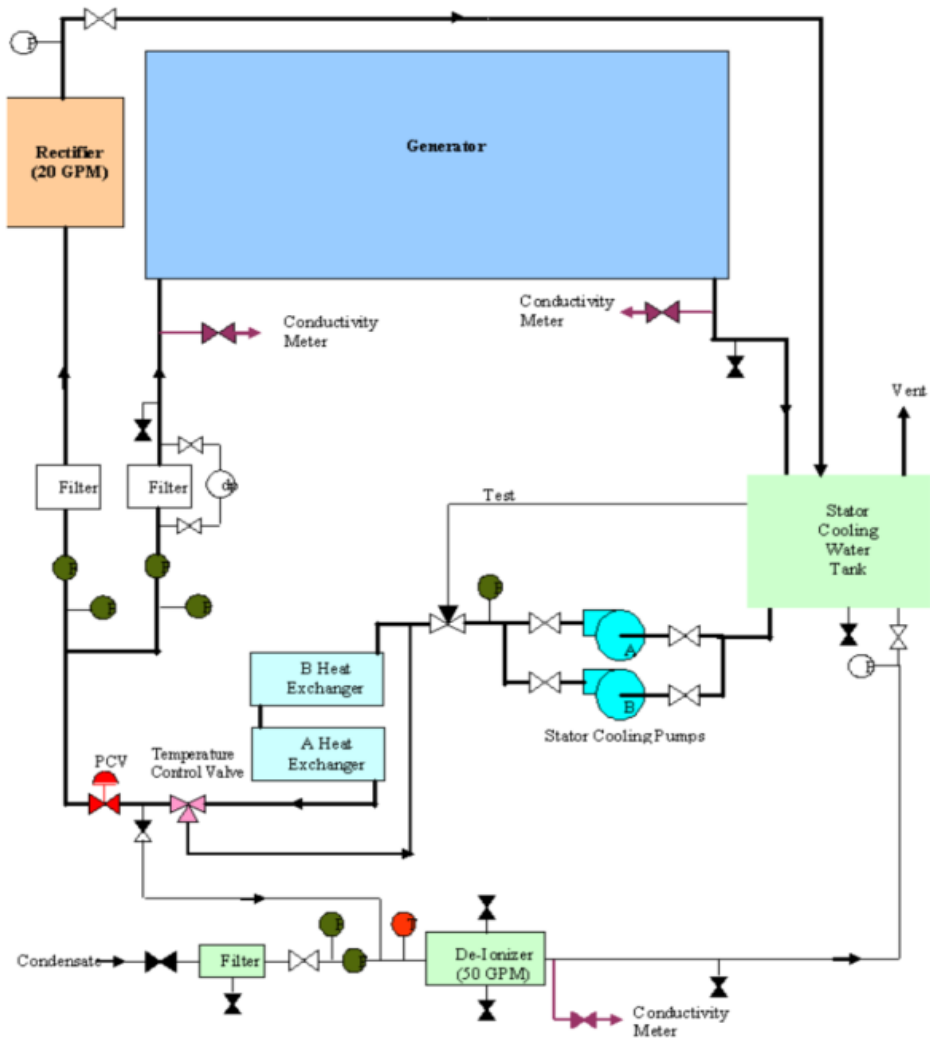 P
Rectifier
(20 GPM)
Generator
Conductivity
Meter
Conductivity
Meter
Vent
Filter
Filter
dp
Test
Stator
Cooling
Water
Tank
P
P
P
P
P
A
B
Stator Cooling Pumps
B Heat
Exchanger
A Heat
Exchanger
P
PCV
Temperature
Control Valve
Condensate
Filter
P
P
T
De-Ionizer
(50 GPM)
Conductivity
Meter